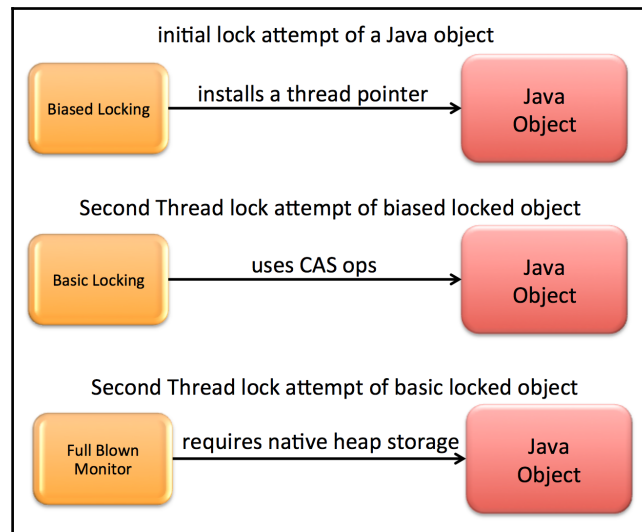 initial lock attempt of a Java object
Biased Locking
installs a thread pointer
Java
Object
Second Thread lock attempt of biased locked object
Basic Locking
uses CAS ops
Java
Object
Second Thread lock attempt of basic locked object
Full Blown
Monitor
requires native heap storage
Java
Object